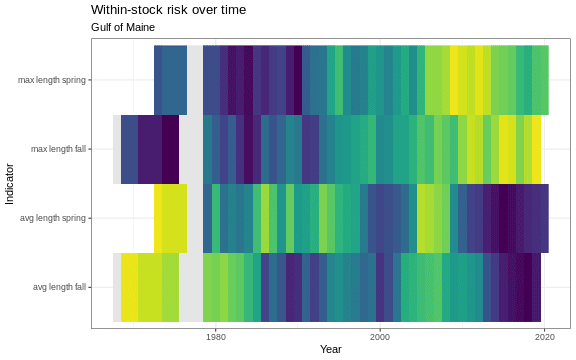 Within-stock risk over time
Gulf of Maine
Indicator
max length spring
max length fall
avg length spring
avg length fall
1980
2000
2020
Year